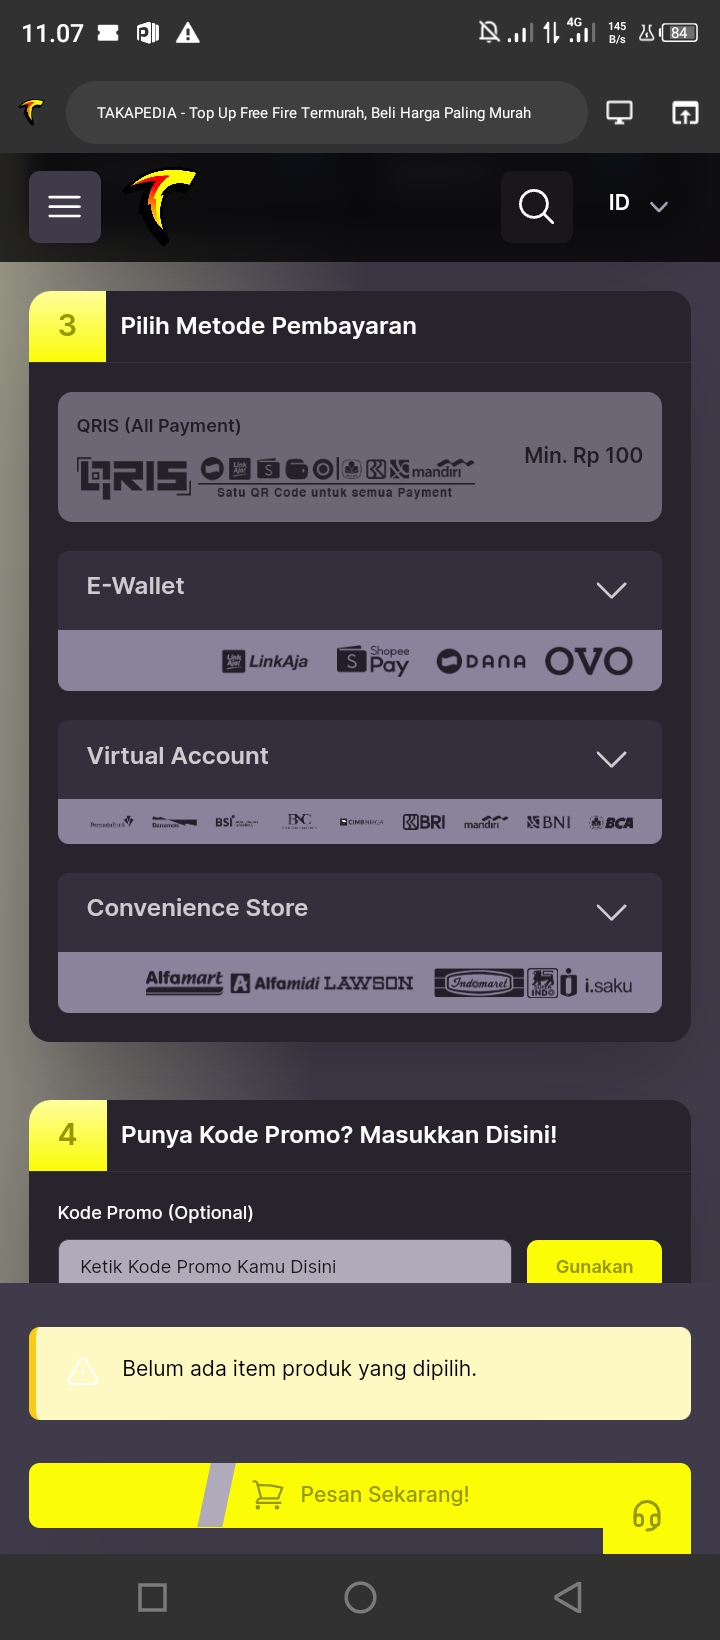 11.07
4G
145
B/s
84
TAKAPEDIA - Top Up Free Fire Termurah, Beli Harga Paling Murah
ID
3 Pilih Metode Pembayaran
QRIS (All Payment)
QRIS LinkAja! S mandiri
Min. Rp 100
Satu QR Code untuk semua Payment
E-Wallet
LinkAja! LinkAja S Shopee Pay DANA OVO
Virtual Account
PermataBank Danamon BSI BNC CIMB NIAGA BRI mandiri BNI BCA
Convenience Store
Alfamart Alfamidi LAWSON Indomaret SUPER INDO i.saku
4 Punya Kode Promo? Masukkan Disini!
Kode Promo (Optional)
Ketik Kode Promo Kamu Disini
Gunakan
Belum ada item produk yang dipilih.
Pesan Sekarang!